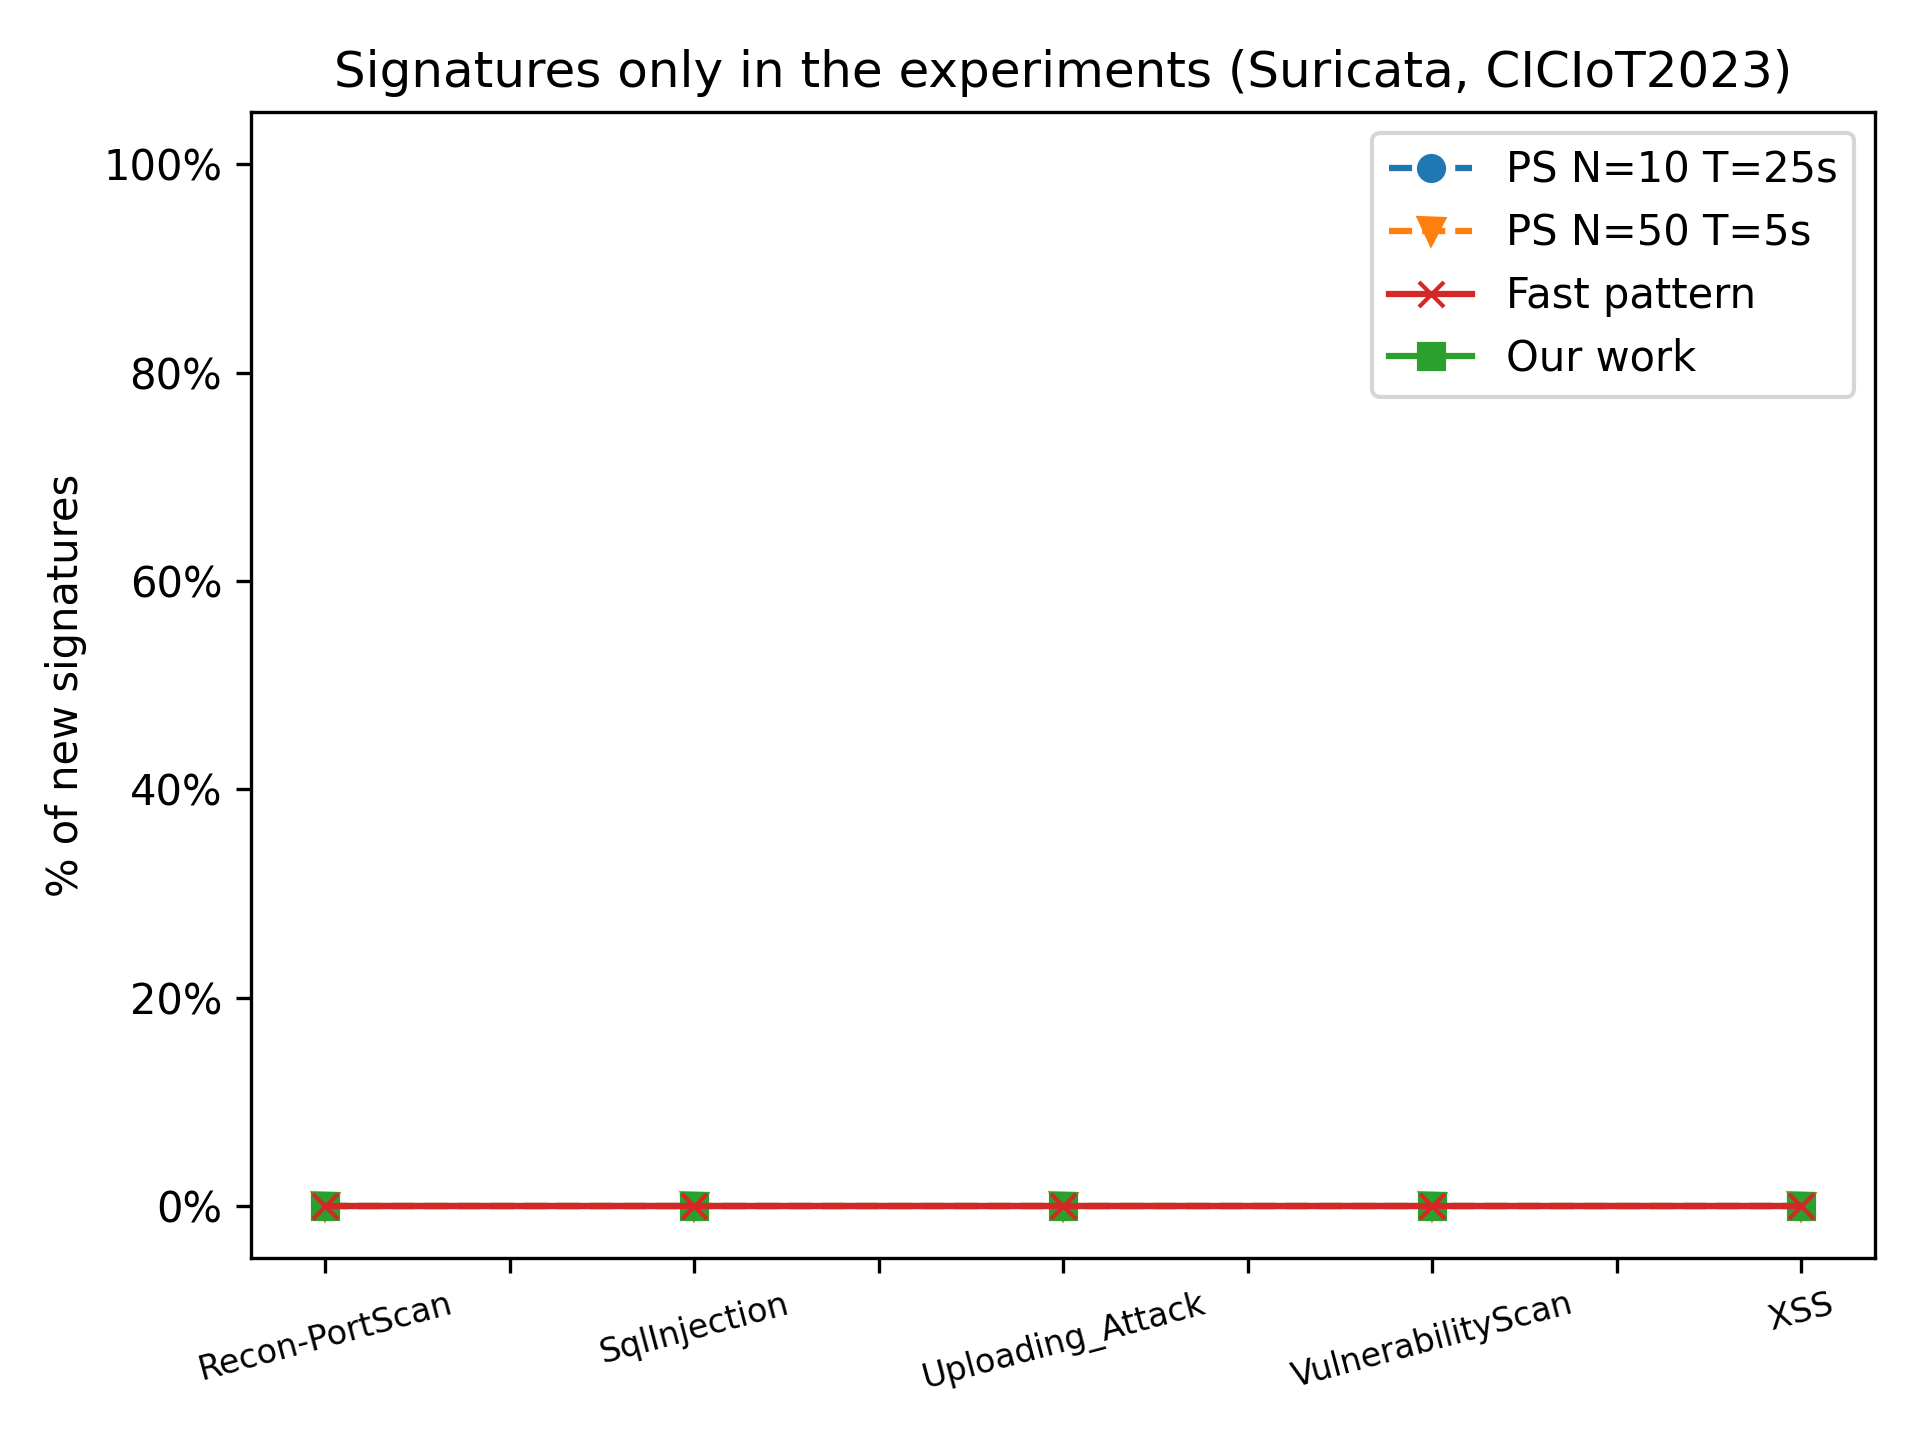 Signatures only in the experiments (Suricata, CICIoT2023)
100%
80%
60%
40%
20%
0%
% of new signatures
PS N=10 T=25s
PS N=50 T=5s
Fast pattern
Our work
Recon-PortScan
SqlInjection
Uploading_Attack
VulnerabilityScan
XSS